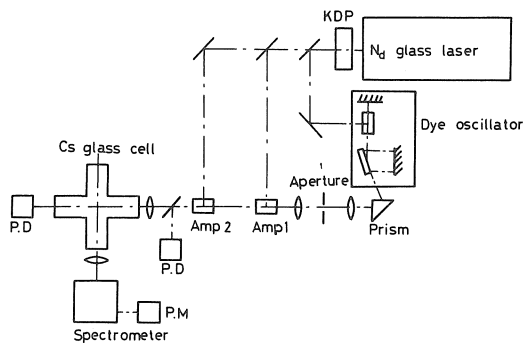 KDP
Nd glass laser
Dye oscillator
Cs glass cell
Aperture
P.D
Amp 2
Amp1
Prism
P.D
P.M
Spectrometer